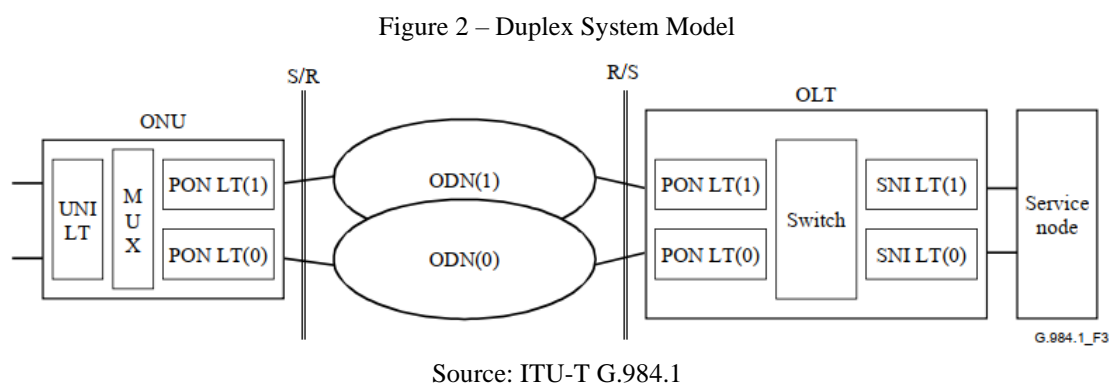 Figure 2 – Duplex System Model
S/R
R/S
ONU
OLT
UNI
LT
M
U
X
PON LT(1)
PON LT(0)
ODN(1)
ODN(0)
PON LT(1)
PON LT(0)
Switch
SNI LT(1)
SNI LT(0)
Service
node
G.984.1_F3
Source: ITU-T G.984.1